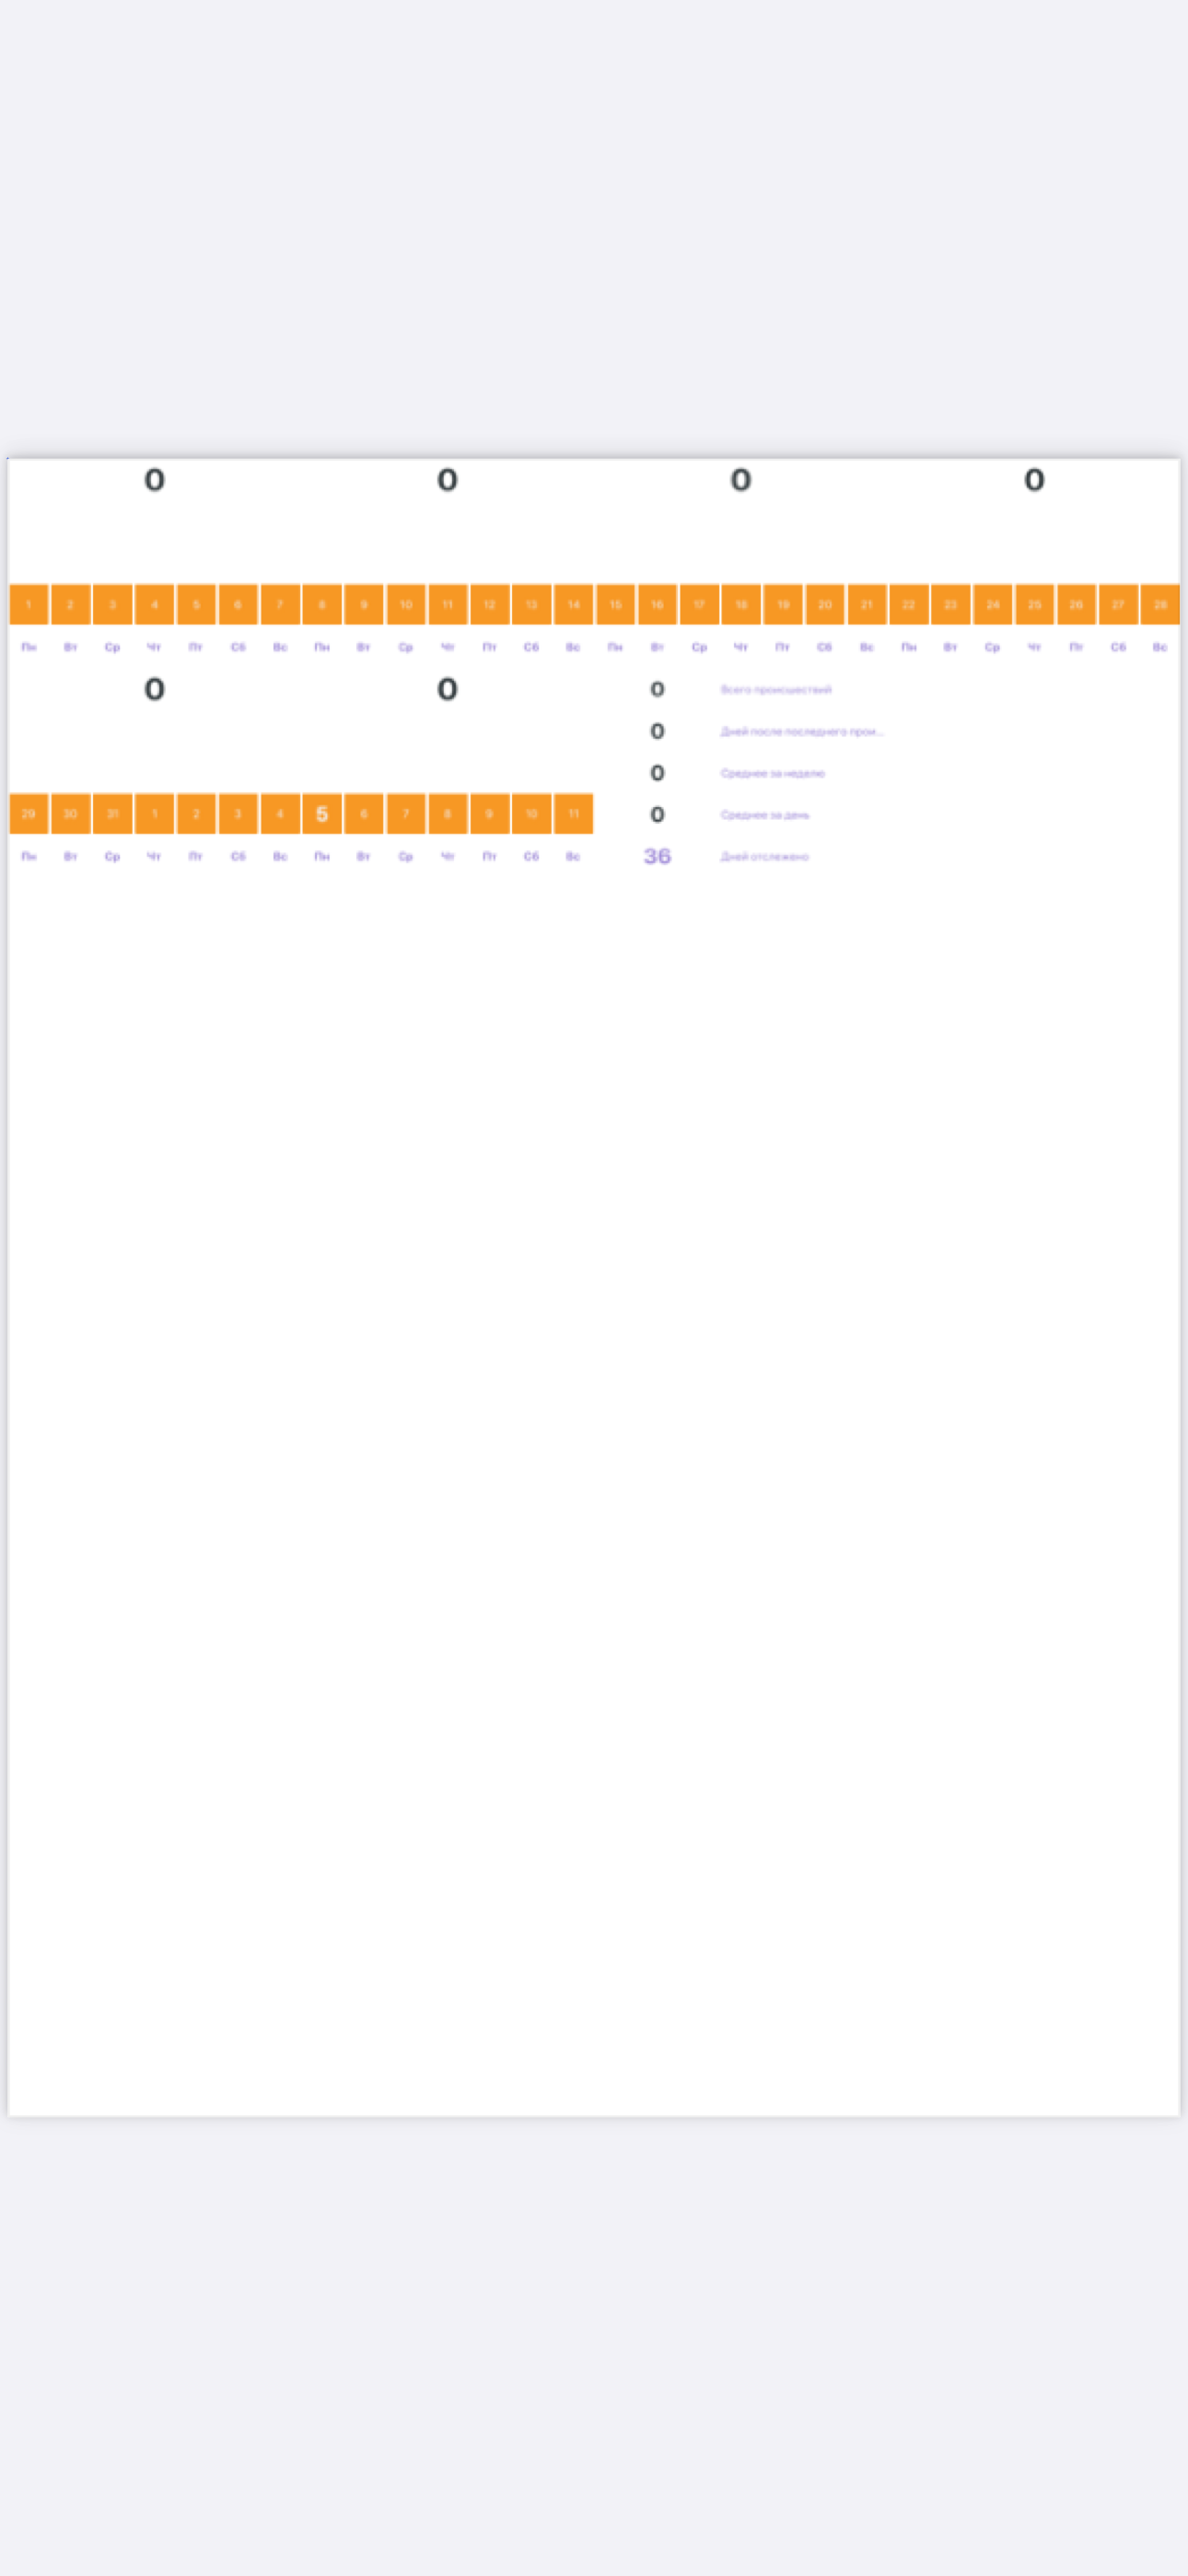 0 0 0 0
1 2 3 4 5 6 7 8 9 10 11 12 13 14 15 16 17 18 19 20 21 22 23 24 25 26 27 28
Пн Вт Ср Чт Пт Сб Вс Пн Вт Ср Чт Пт Сб Вс Пн Вт Ср Чт Пт Сб Вс Пн Вт Ср Чт Пт Сб Вс
0 0
0 Всего происшествий
0 Дней после последнего прои...
0 Среднее за неделю
29 30 31 1 2 3 4 5 6 7 8 9 10 11
0 Среднее за день
Пн Вт Ср Чт Пт Сб Вс Пн Вт Ср Чт Пт Сб Вс
36 Дней отслежено